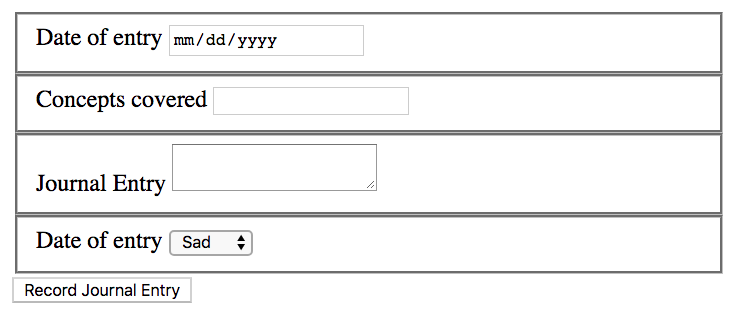 Date of entry mm/dd/yyyy
Concepts covered
Journal Entry
Date of entry Sad
Record Journal Entry